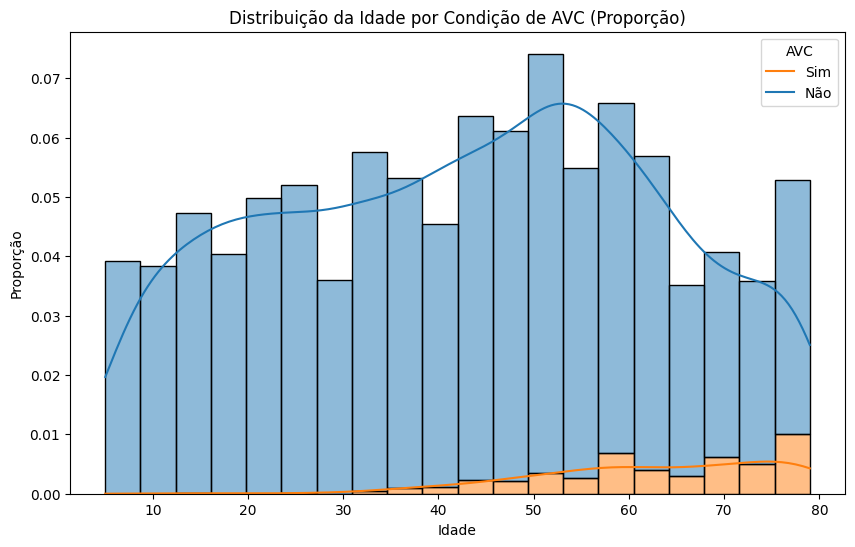 Distribuição da Idade por Condição de AVC (Proporção)
AVC
Sim
Não
Proporção
0.07
0.06
0.05
0.04
0.03
0.02
0.01
0.00
10 20 30 40 50 60 70 80
Idade